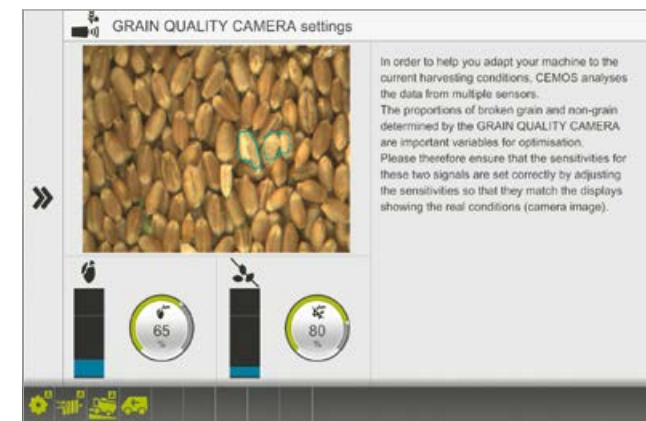 GRAIN QUALITY CAMERA settings
In order to help you adapt your machine to the
current harvesting conditions, CEMOS analyses
the data from multiple sensors.
The proportions of broken grain and non-grain
determined by the GRAIN QUALITY CAMERA
are important variables for optimisation.
Please therefore ensure that the sensitivities for
these two signals are set correctly by adjusting
the sensitivities so that they match the displays
showing the real conditions (camera image).
65
%
80
%
A
A
A